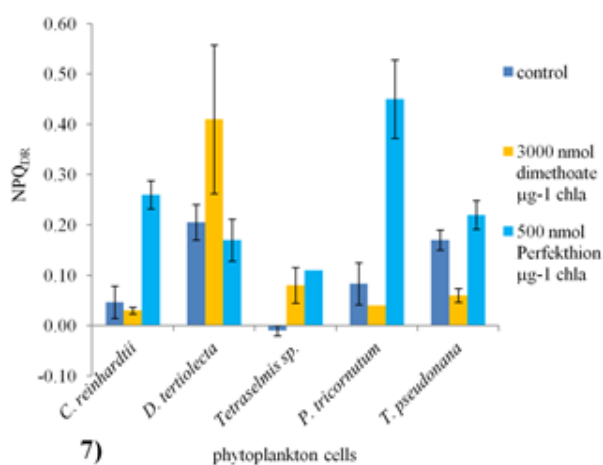 0.60
0.50
0.40
0.30
0.20
0.10
0.00
-0.10
NPQDR
control
3000 nmol
dimethoate
µg-1 chla
500 nmol
Perfekthion
µg-1 chla
C. reinhardtii
D. tertiolecta
Tetraselmis sp.
P. tricornutum
T. pseudonana
7)
phytoplankton cells